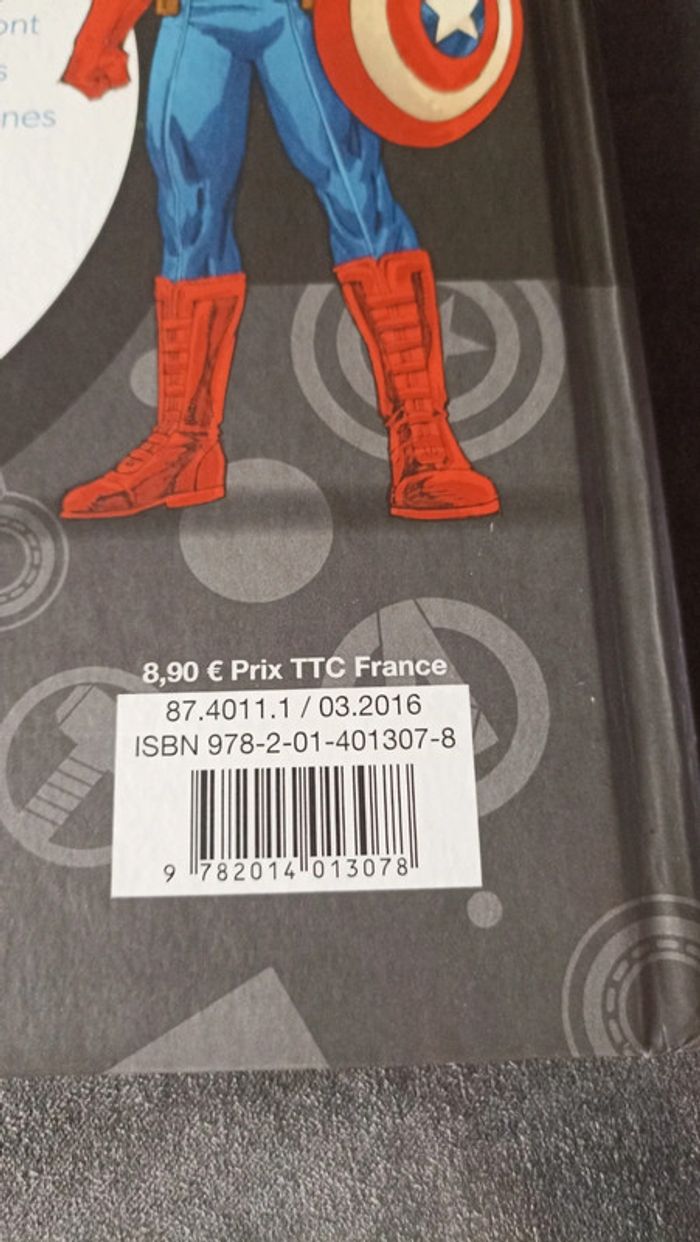 ont
s
nes
8,90 € Prix TTC France
87.4011.1 / 03.2016
ISBN 978-2-01-401307-8
9 782014 013078